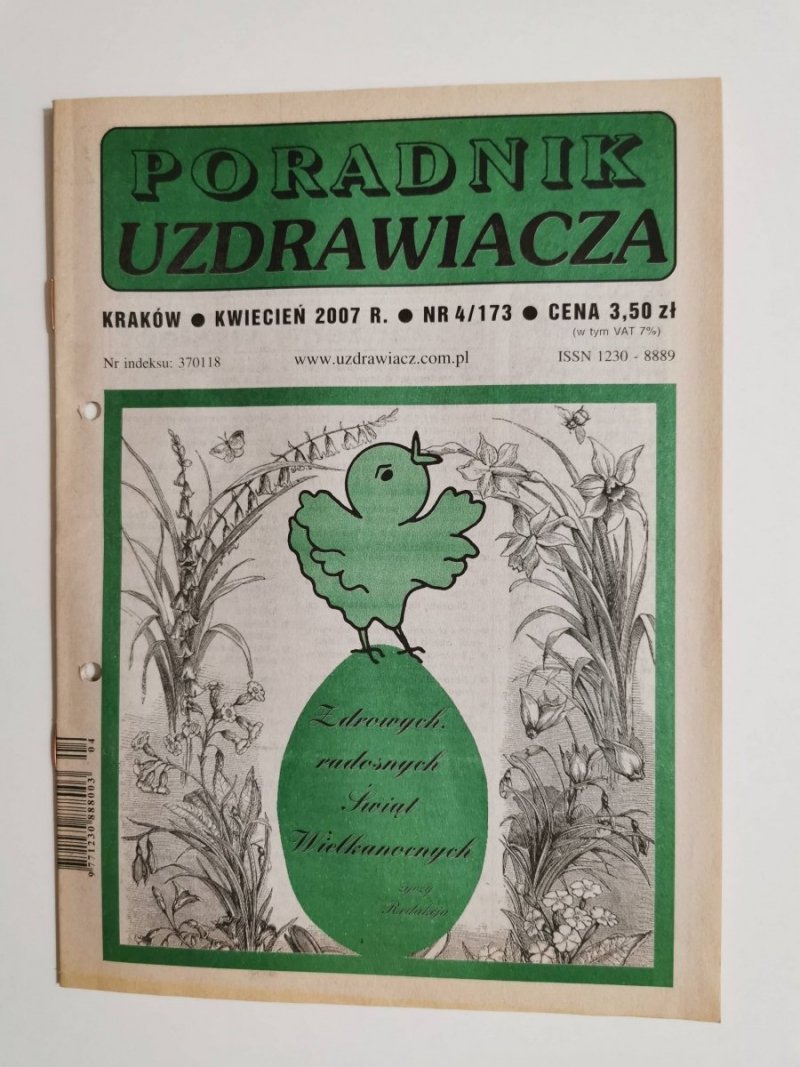 PORADNIK
UZDRAWIACZA
KRAKÓW ● KWIECIEŃ 2007 R. ● NR 4/173 ● CENA 3,50 zł
(w tym VAT 7%)
Nr indeksu: 370118 www.uzdrawiacz.com.pl ISSN 1230 - 8889
Zdrowych,
radosnych
Świąt
Wielkanocnych
życzy
Redakcja
04
9 771230 888003